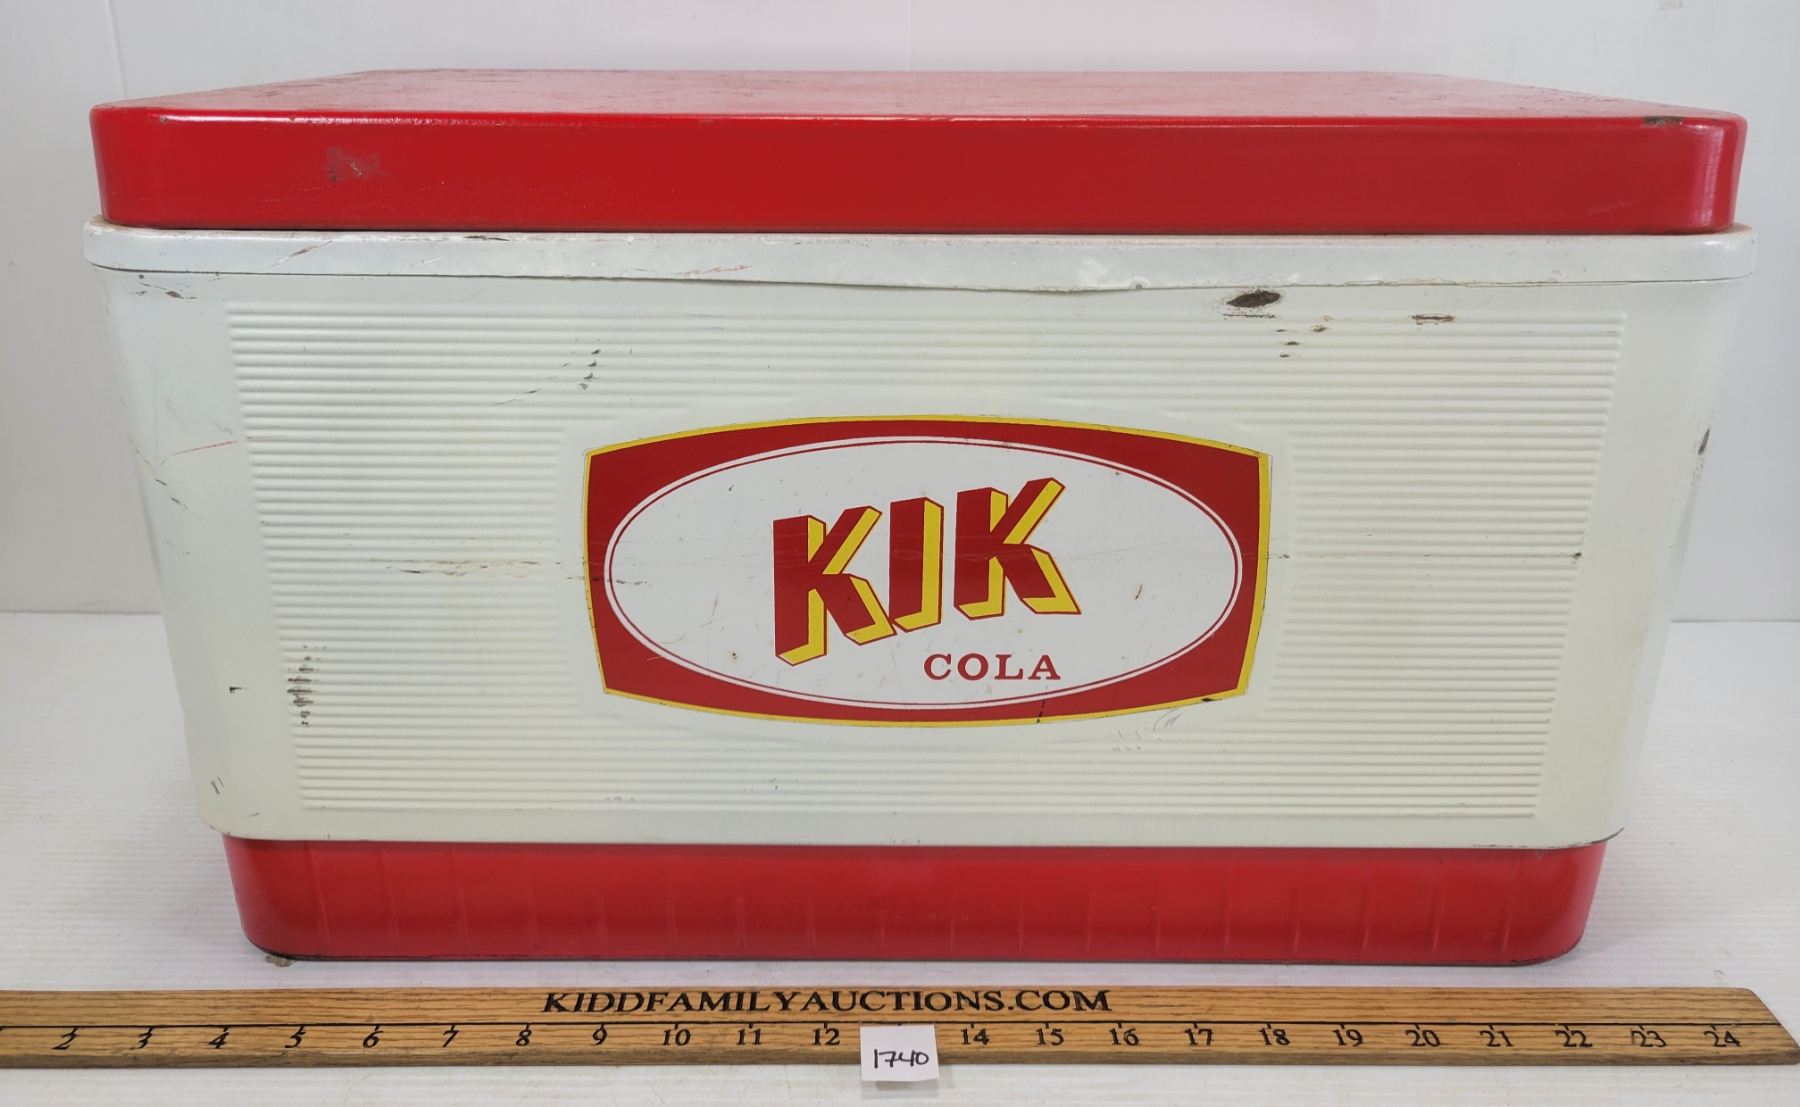 KIK
COLA
KIDDFAMILYAUCTIONS.COM
2 3 4 5 6 7 8 9 10 11 12 14 15 16 17 18 19 20 21 22 23 24
1740